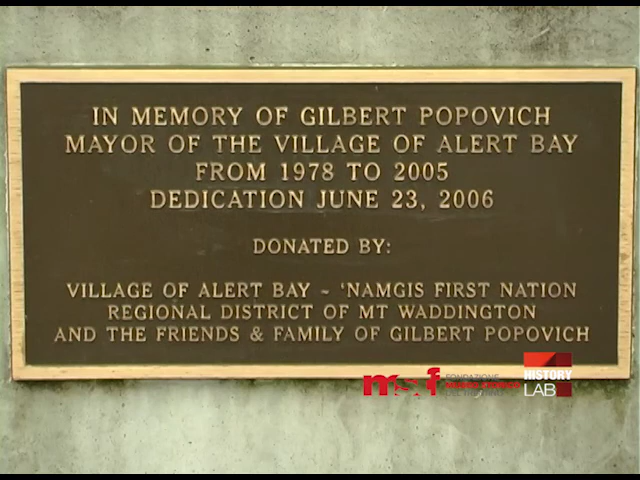 IN MEMORY OF GILBERT POPOVICH
MAYOR OF THE VILLAGE OF ALERT BAY
FROM 1978 TO 2005
DEDICATION JUNE 23, 2006
DONATED BY:
VILLAGE OF ALERT BAY ~ 'NAMGIS FIRST NATION
REGIONAL DISTRICT OF MT WADDINGTON
AND THE FRIENDS & FAMILY OF GILBERT POPOVICH
FONDAZIONE
HISTORY
LAB